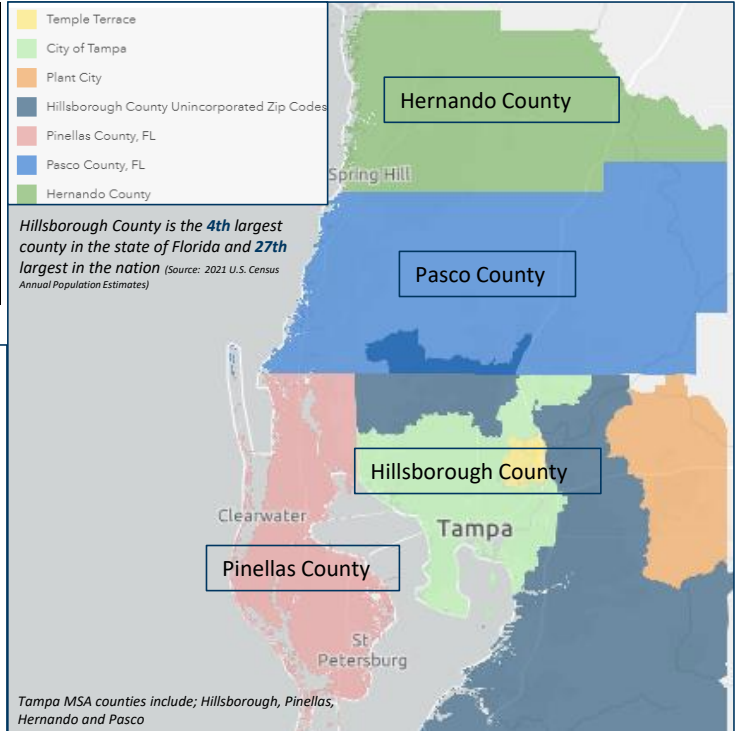 Temple Terrace
City of Tampa
Plant City
Hillsborough County Unincorporated Zip Codes
Pinellas County, FL
Pasco County, FL
Hernando County
Hillsborough County is the 4th largest
county in the state of Florida and 27th
largest in the nation (Source: 2021 U.S. Census
Annual Population Estimates)
Hernando County
Spring Hill
Pasco County
Hillsborough County
Clearwater
Tampa
Pinellas County
St
Petersburg
Tampa MSA counties include; Hillsborough, Pinellas,
Hernando and Pasco